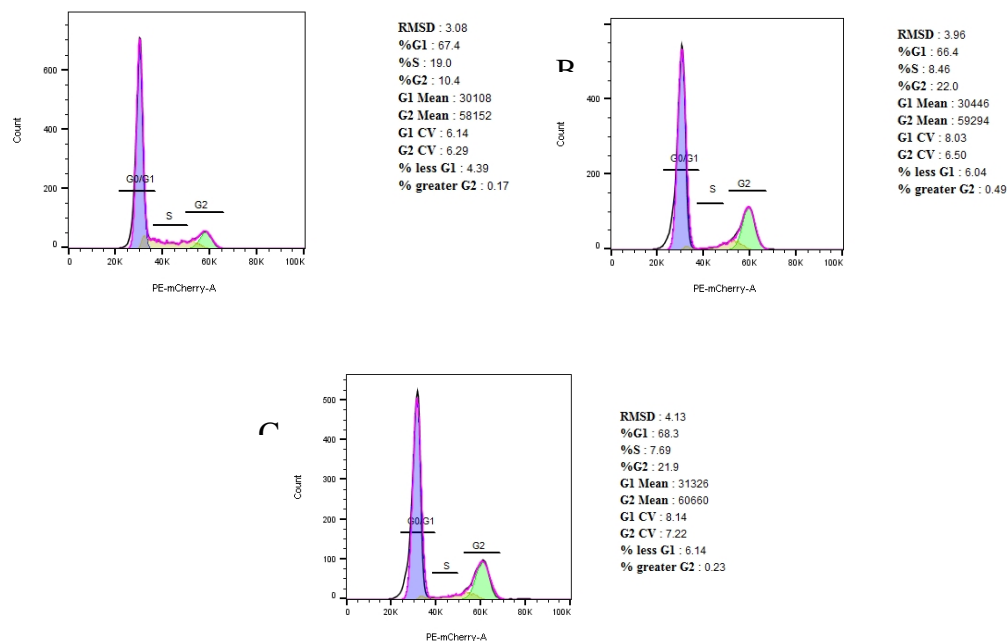 RMSD : 3.08
%G1 : 67.4
%S : 19.0
%G2 : 10.4
G1 Mean : 30108
G2 Mean : 58152
G1 CV : 6.14
G2 CV : 6.29
% less G1 : 4.39
% greater G2 : 0.17
600
400
200
0
Count
G0/G1
S
G2
0 20K 40K 60K 80K 100K
PE-mCherry-A
B
RMSD : 3.96
%G1 : 66.4
%S : 8.46
%G2 : 22.0
G1 Mean : 30446
G2 Mean : 59294
G1 CV : 8.03
G2 CV : 6.50
% less G1 : 6.04
% greater G2 : 0.49
400
200
0
Count
G0/G1
S
G2
0 20K 40K 60K 80K 100K
PE-mCherry-A
C
RMSD : 4.13
%G1 : 68.3
%S : 7.69
%G2 : 21.9
G1 Mean : 31326
G2 Mean : 60660
G1 CV : 8.14
G2 CV : 7.22
% less G1 : 6.14
% greater G2 : 0.23
500
400
300
200
100
0
Count
G0/G1
S
G2
0 20K 40K 60K 80K 100K
PE-mCherry-A